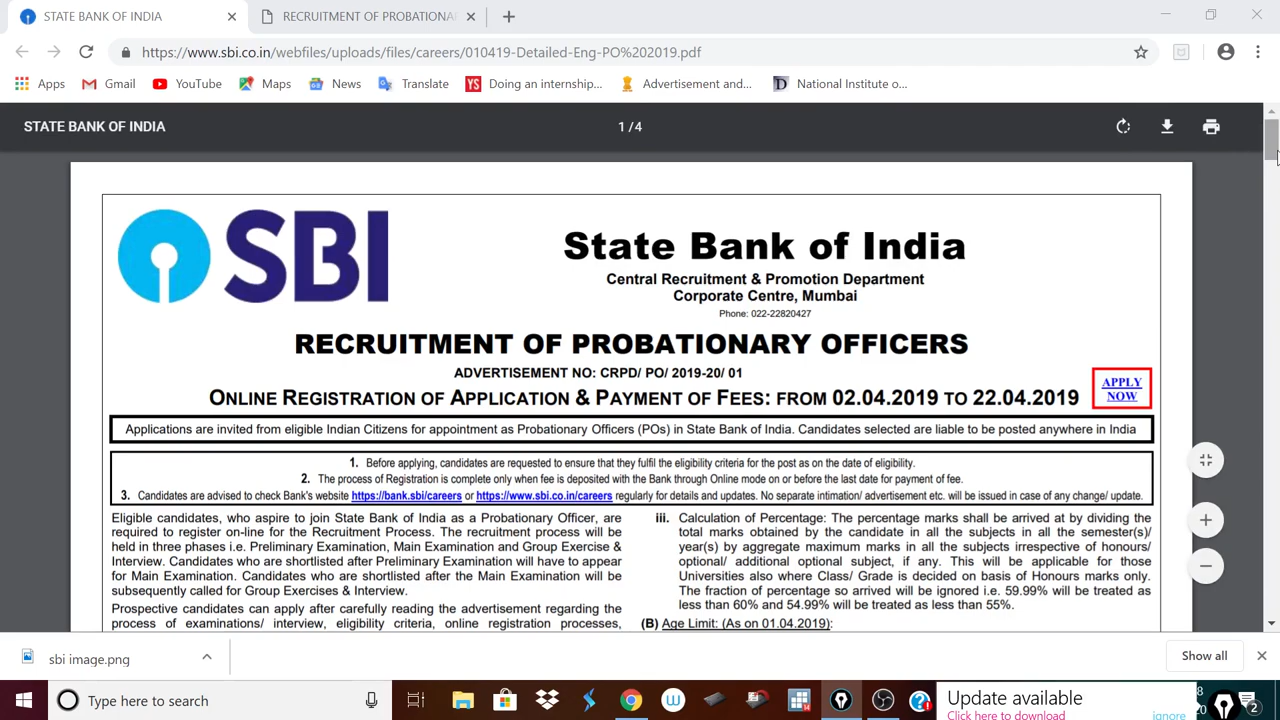 STATE BANK OF INDIA
RECRUITMENT OF PROBATIONA
https://www.sbi.co.in/webfiles/uploads/files/careers/010419-Detailed-Eng-PO%202019.pdf
Apps
Gmail
YouTube
Maps
News
Translate
YS
Doing an internship...
Advertisement and...
D
National Institute o...
STATE BANK OF INDIA
1 / 4
SBI
State Bank of India
Central Recruitment & Promotion Department
Corporate Centre, Mumbai
Phone: 022-22820427
RECRUITMENT OF PROBATIONARY OFFICERS
ADVERTISEMENT NO: CRPD/ PO/ 2019-20/ 01
ONLINE REGISTRATION OF APPLICATION & PAYMENT OF FEES: FROM 02.04.2019 TO 22.04.2019
APPLY
NOW
Applications are invited from eligible Indian Citizens for appointment as Probationary Officers (POs) in State Bank of India. Candidates selected are liable to be posted anywhere in India
1. Before applying, candidates are requested to ensure that they fulfil the eligibility criteria for the post as on the date of eligibility.
2. The process of Registration is complete only when fee is deposited with the Bank through Online mode on or before the last date for payment of fee.
3. Candidates are advised to check Bank's website https://bank.sbi/careers or https://www.sbi.co.in/careers regularly for details and updates. No separate intimation/ advertisement etc. will be issued in case of any change/ update.
Eligible candidates, who aspire to join State Bank of India as a Probationary Officer, are
required to register on-line for the Recruitment Process. The recruitment process will be
held in three phases i.e. Preliminary Examination, Main Examination and Group Exercise &
Interview. Candidates who are shortlisted after Preliminary Examination will have to appear
for Main Examination. Candidates who are shortlisted after the Main Examination will be
subsequently called for Group Exercises & Interview.
Prospective candidates can apply after carefully reading the advertisement regarding the
process of examinations/ interview, eligibility criteria, online registration processes,
iii. Calculation of Percentage: The percentage marks shall be arrived at by dividing the
total marks obtained by the candidate in all the subjects in all the semester(s)/
year(s) by aggregate maximum marks in all the subjects irrespective of honours/
optional/ additional optional subject, if any. This will be applicable for those
Universities also where Class/ Grade is decided on basis of Honours marks only.
The fraction of percentage so arrived will be ignored i.e. 59.99% will be treated as
less than 60% and 54.99% will be treated as less than 55%.
(B) Age Limit: (As on 01.04.2019):
sbi image.png
Show all
Type here to search
Update available
Click here to download
ignore
8
20
2